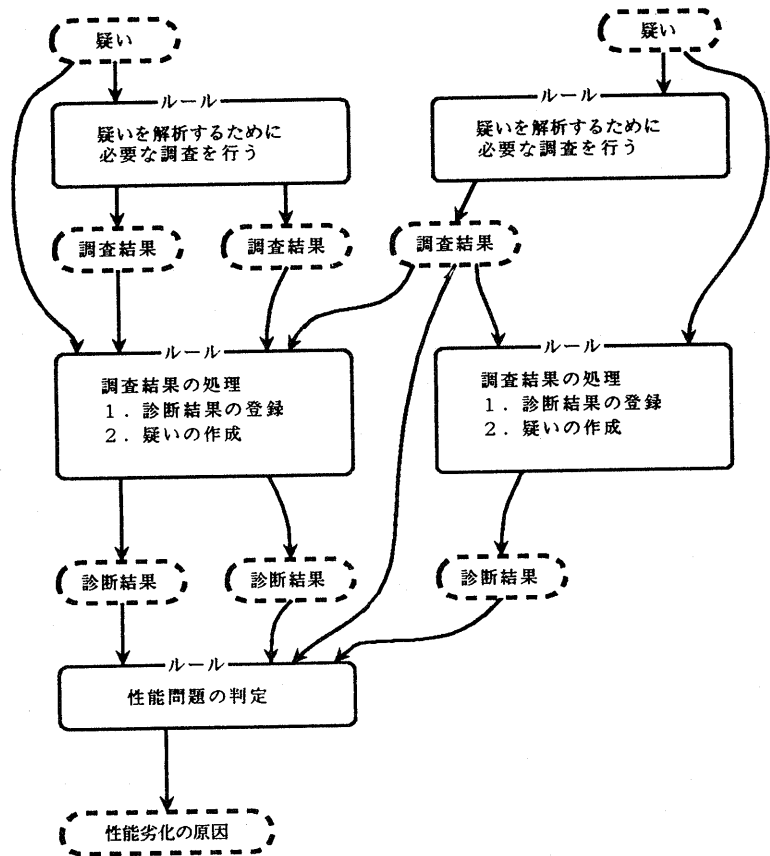 疑い
疑い
ルール
疑いを解析するために
必要な調査を行う
ルール
疑いを解析するために
必要な調査を行う
調査結果
調査結果
調査結果
ルール
調査結果の処理
1．診断結果の登録
2．疑いの作成
ルール
調査結果の処理
1．診断結果の登録
2．疑いの作成
診断結果
診断結果
診断結果
ルール
性能問題の判定
性能劣化の原因